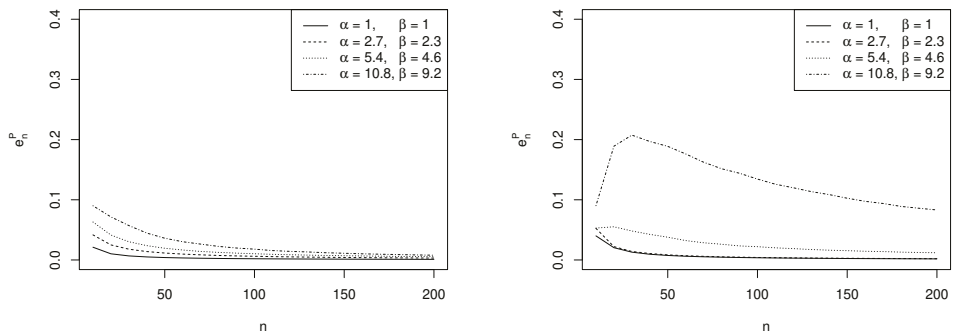 0.4
0.3
0.2
0.1
0.0
e_n^P
50
100
150
200
n
α = 1, β = 1
α = 2.7, β = 2.3
α = 5.4, β = 4.6
α = 10.8, β = 9.2
0.4
0.3
0.2
0.1
0.0
e_n^P
50
100
150
200
n
α = 1, β = 1
α = 2.7, β = 2.3
α = 5.4, β = 4.6
α = 10.8, β = 9.2